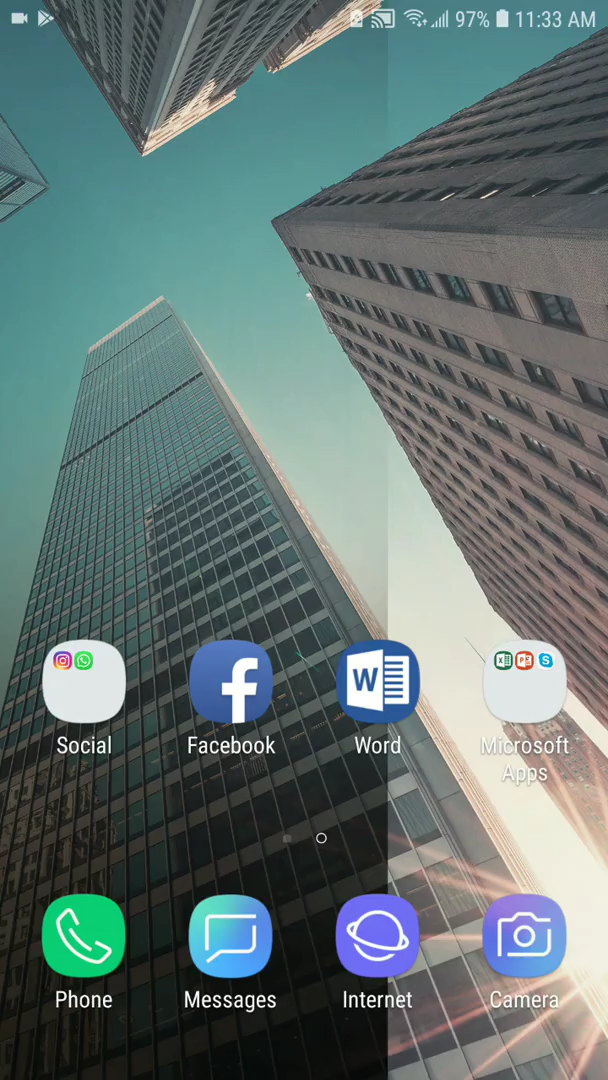 97% 11:33 AM
Social
Facebook
Word
Microsoft
Apps
Phone
Messages
Internet
Camera